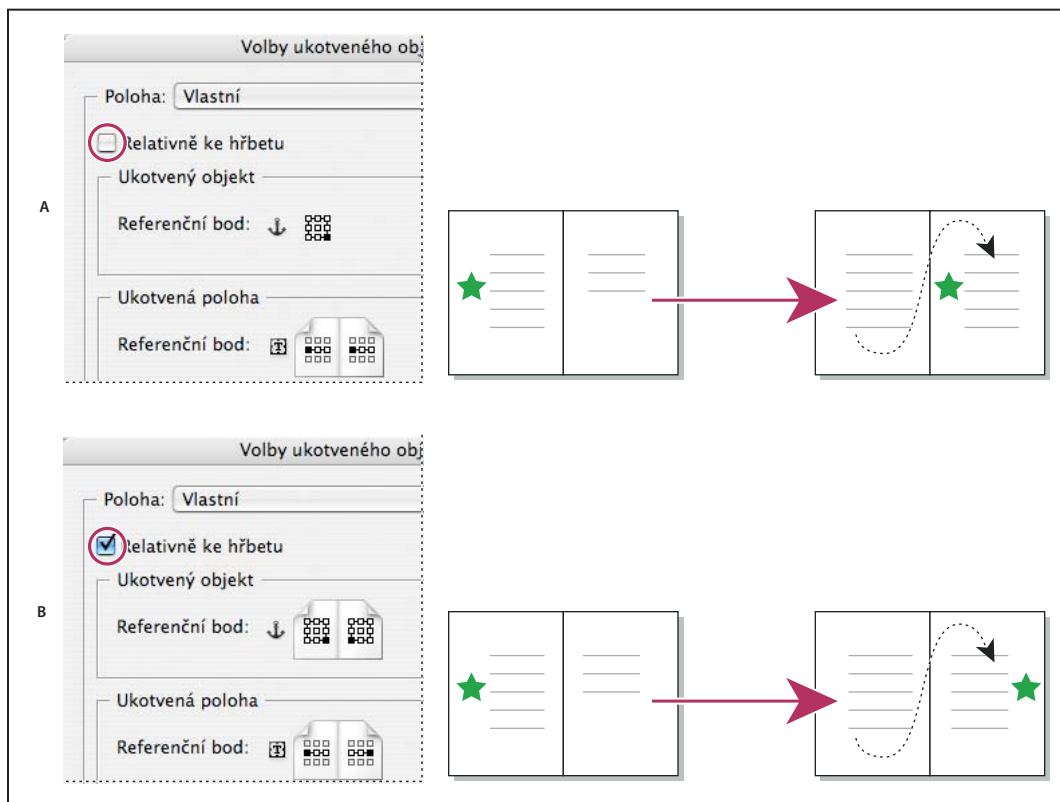 Volby ukotveného obj
Poloha: Vlastní
Relativně ke hřbetu
Ukotvený objekt
A
Referenční bod:
Ukotvená poloha
Referenční bod: T
Volby ukotveného obj
Poloha: Vlastní
Relativně ke hřbetu
Ukotvený objekt
B
Referenční bod:
Ukotvená poloha
Referenční bod: T